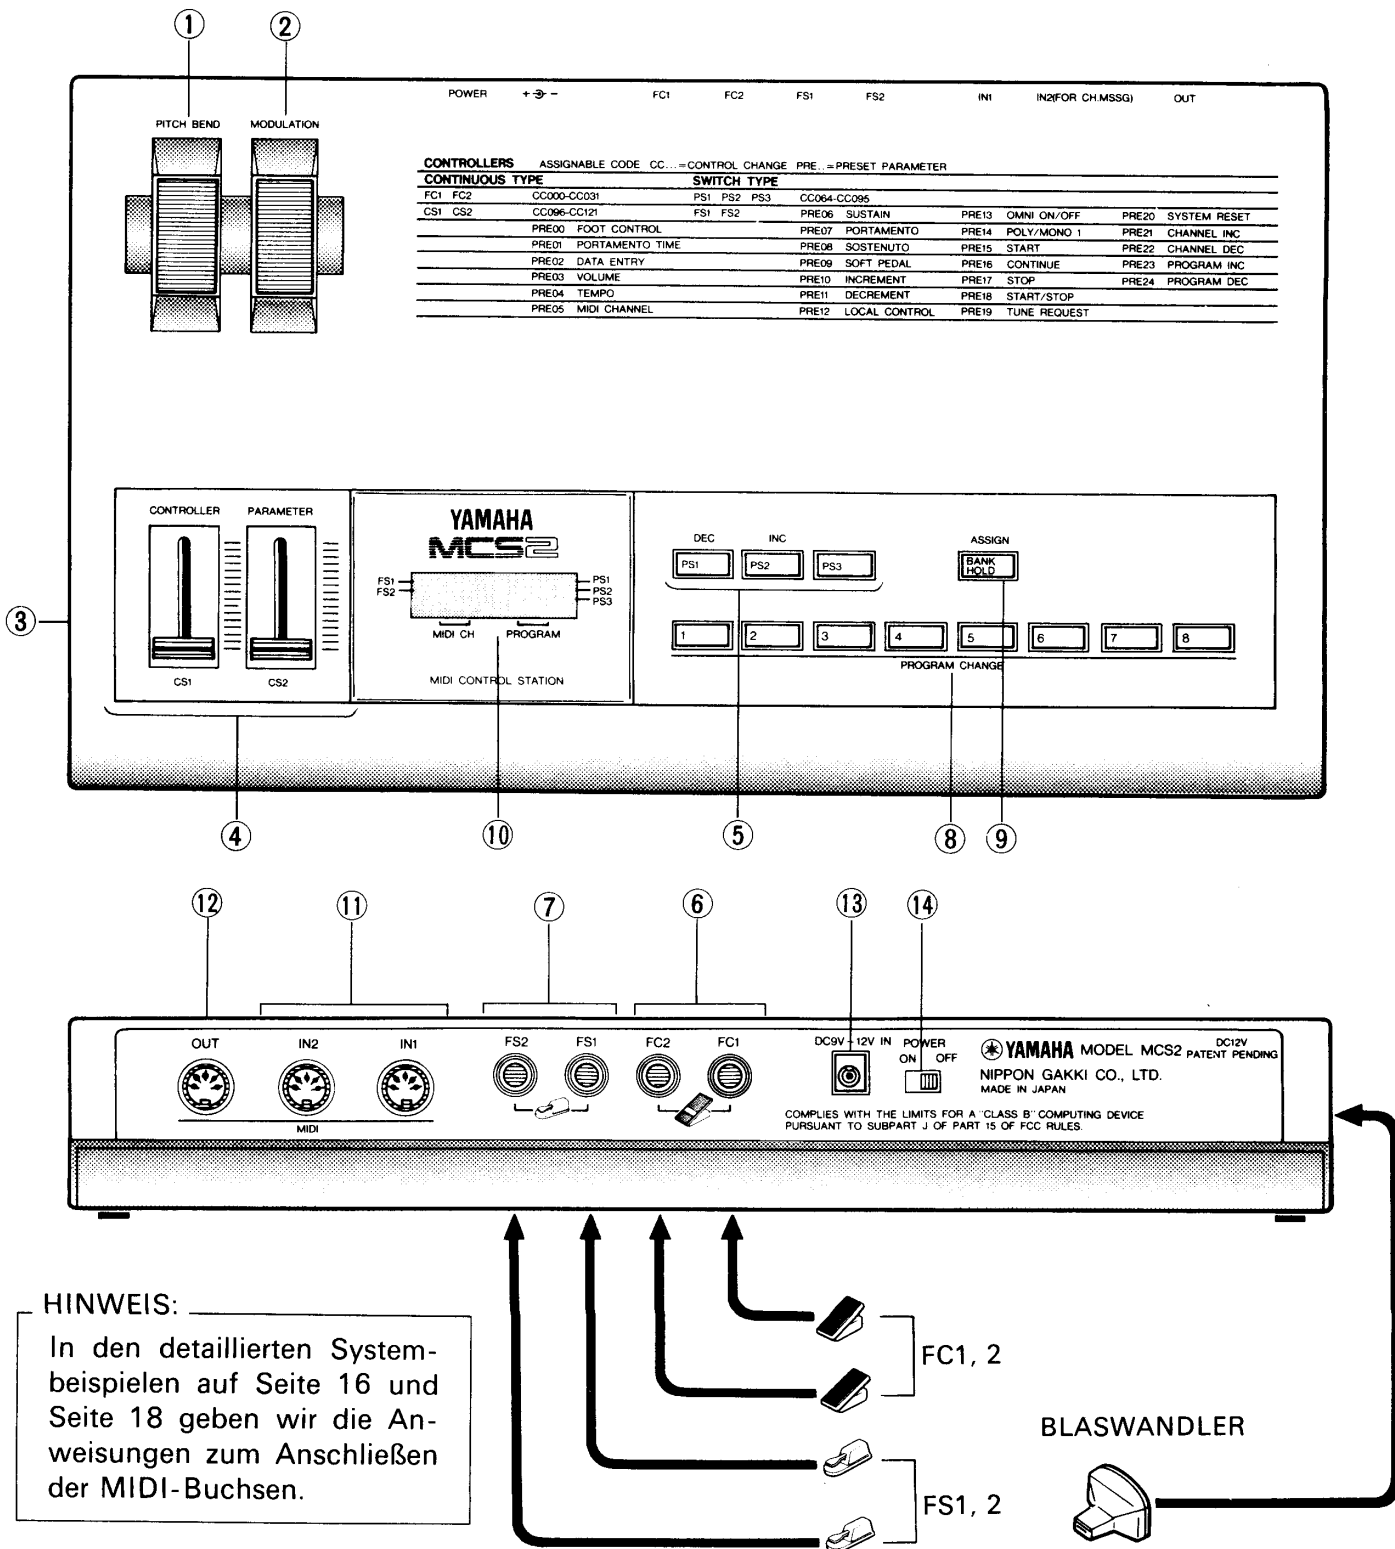 ① ②
POWER + - FC1 FC2 FS1 FS2 IN1 IN2(FOR CH.MSSG) OUT
PITCH BEND MODULATION
CONTROLLERS ASSIGNABLE CODE CC...=CONTROL CHANGE PRE..=PRESET PARAMETER
CONTINUOUS TYPE SWITCH TYPE
FC1 FC2 CC000-CC031 PS1 PS2 PS3 CC064-CC095
CS1 CS2 CC096-CC121 FS1 FS2 PRE06 SUSTAIN PRE13 OMNI ON/OFF PRE20 SYSTEM RESET
PRE00 FOOT CONTROL PRE07 PORTAMENTO PRE14 POLY/MONO 1 PRE21 CHANNEL INC
PRE01 PORTAMENTO TIME PRE08 SOSTENUTO PRE15 START PRE22 CHANNEL DEC
PRE02 DATA ENTRY PRE09 SOFT PEDAL PRE16 CONTINUE PRE23 PROGRAM INC
PRE03 VOLUME PRE10 INCREMENT PRE17 STOP PRE24 PROGRAM DEC
PRE04 TEMPO PRE11 DECREMENT PRE18 START/STOP
PRE05 MIDI CHANNEL PRE12 LOCAL CONTROL PRE19 TUNE REQUEST
CONTROLLER PARAMETER
CS1 CS2
YAMAHA
MCS2
FS1 PS1
FS2 PS2
PS3
MIDI CH PROGRAM
MIDI CONTROL STATION
DEC INC ASSIGN
PS1 PS2 PS3 BANK
HOLD
1 2 3 4 5 6 7 8
PROGRAM CHANGE
③
④ ⑩ ⑤ ⑧ ⑨
⑫ ⑪ ⑦ ⑥ ⑬ ⑭
OUT IN2 IN1 FS2 FS1 FC2 FC1 DC9V-12V IN POWER
ON OFF
MIDI
YAMAHA MODEL MCS2 DC12V
PATENT PENDING
NIPPON GAKKI CO., LTD.
MADE IN JAPAN
COMPLIES WITH THE LIMITS FOR A "CLASS B" COMPUTING DEVICE
PURSUANT TO SUBPART J OF PART 15 OF FCC RULES.
HINWEIS:
In den detaillierten System-
beispielen auf Seite 16 und
Seite 18 geben wir die An-
weisungen zum Anschließen
der MIDI-Buchsen.
FC1, 2
FS1, 2
BLASWANDLER